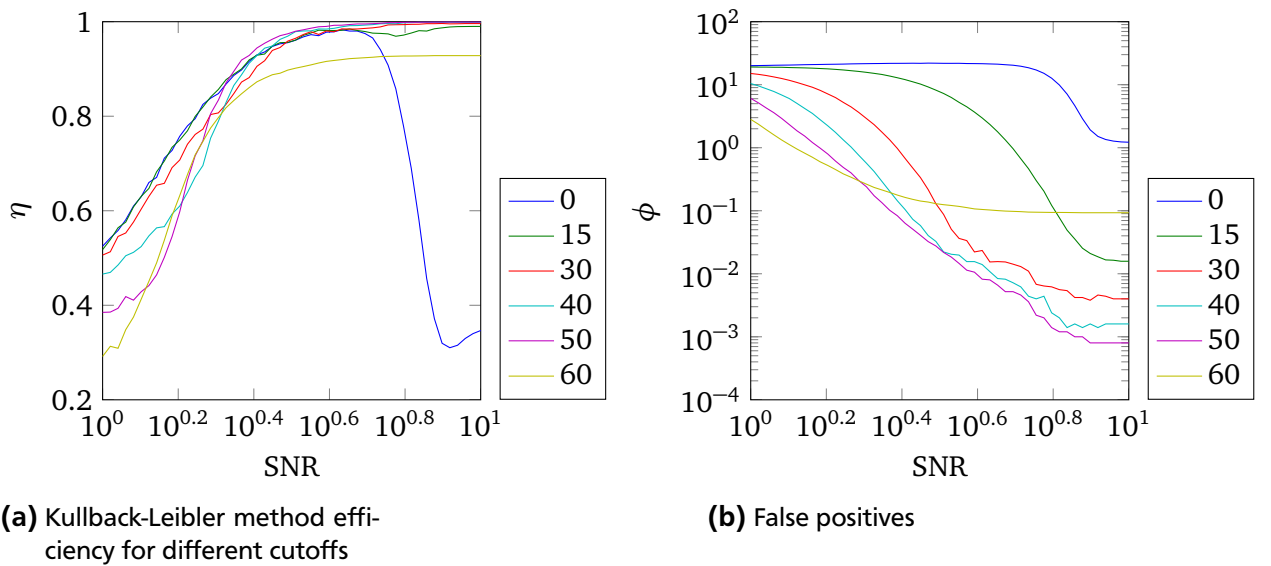 1
0.8
0.6
0.4
0.2
η
10^0 10^0.2 10^0.4 10^0.6 10^0.8 10^1
SNR
0
15
30
40
50
60
(a) Kullback-Leibler method effi-
ciency for different cutoffs
10^2
10^1
10^0
10^−1
10^−2
10^−3
10^−4
ϕ
10^0 10^0.2 10^0.4 10^0.6 10^0.8 10^1
SNR
0
15
30
40
50
60
(b) False positives